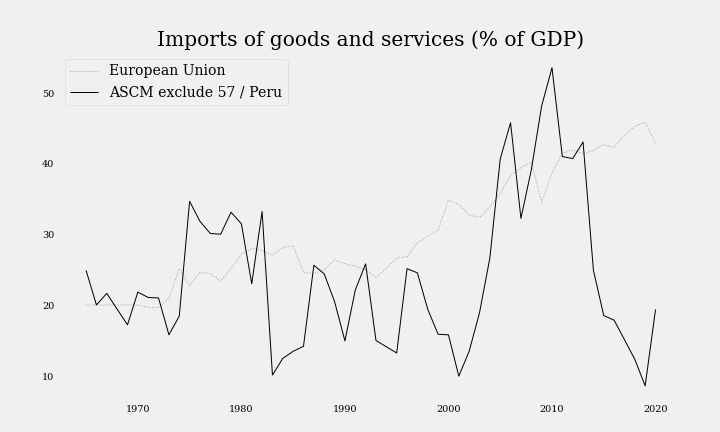 Imports of goods and services (% of GDP)
European Union
ASCM exclude 57 / Peru
50
40
30
20
10
1970 1980 1990 2000 2010 2020